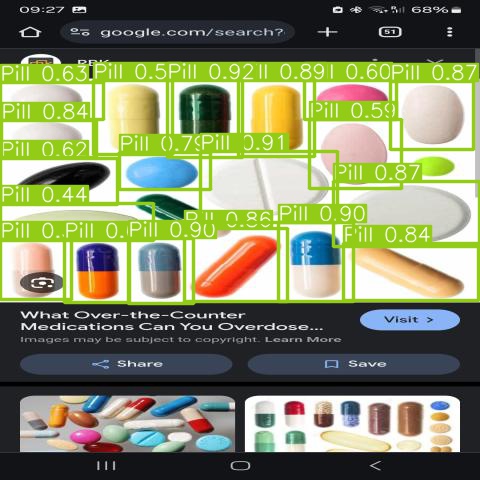 09:27 68%
google.com/search? 51
Pill 0.63 Pill 0.5 Pill 0.92 ll 0.89 l 0.60 Pill 0.87
Pill 0.84 Pill 0.59
Pill 0.62 Pill 0.79 Pill 0.91
Pill 0.87
Pill 0.44
Pill 0.86 Pill 0.90
Pill 0. Pill 0. Pill 0.90 Pill 0.84
What Over-the-Counter
Medications Can You Overdose...
Visit >
Images may be subject to copyright. Learn More
Share Save